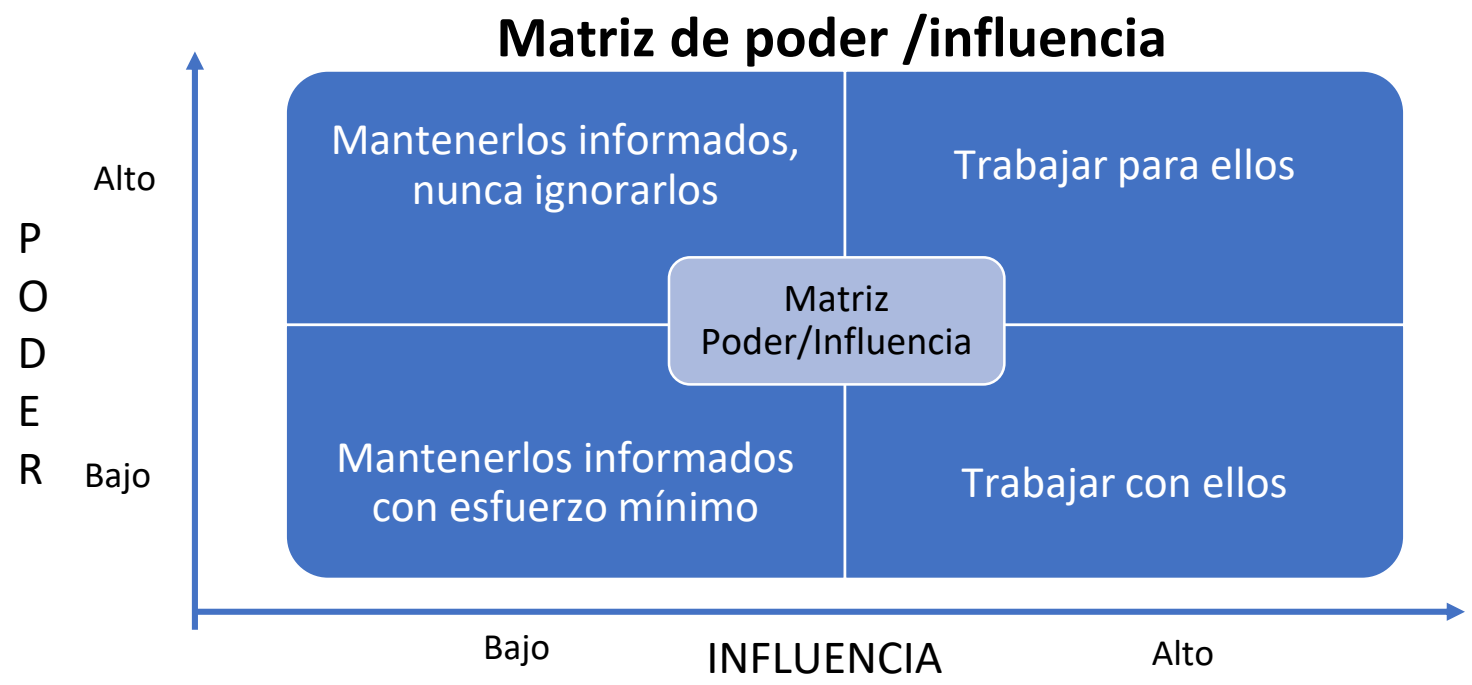 Matriz de poder /influencia
Mantenerlos informados,
nunca ignorarlos
Trabajar para ellos
Alto
P
O
D
E
R
Matriz
Poder/Influencia
Mantenerlos informados
con esfuerzo mínimo
Trabajar con ellos
Bajo
Bajo
INFLUENCIA
Alto